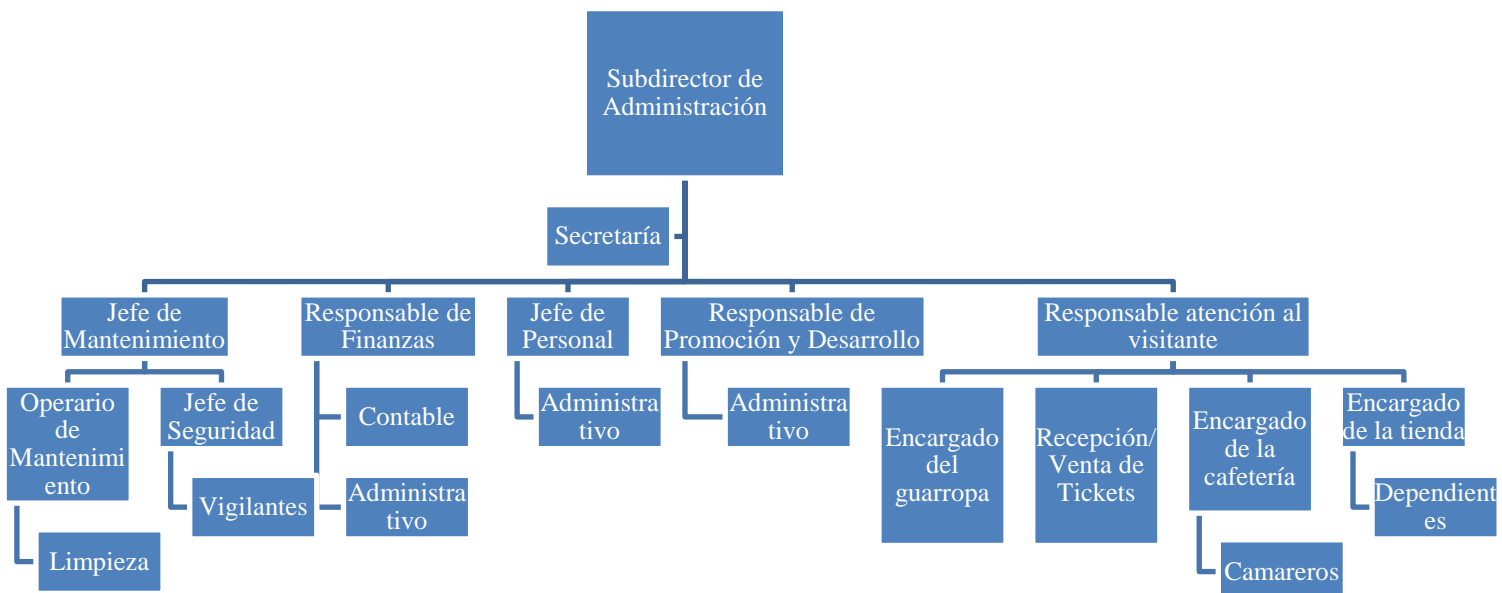 Subdirector de
Administración
Secretaría
Jefe de
Mantenimiento
Responsable de
Finanzas
Jefe de
Personal
Responsable de
Promoción y Desarrollo
Responsable atención al
visitante
Operario
de
Mantenimi
ento
Limpieza
Jefe de
Seguridad
Vigilantes
Contable
Administra
tivo
Administra
tivo
Administra
tivo
Encargado
del
guarropa
Recepción/
Venta de
Tickets
Encargado
de la
cafetería
Camareros
Encargado
de la tienda
Dependient
es